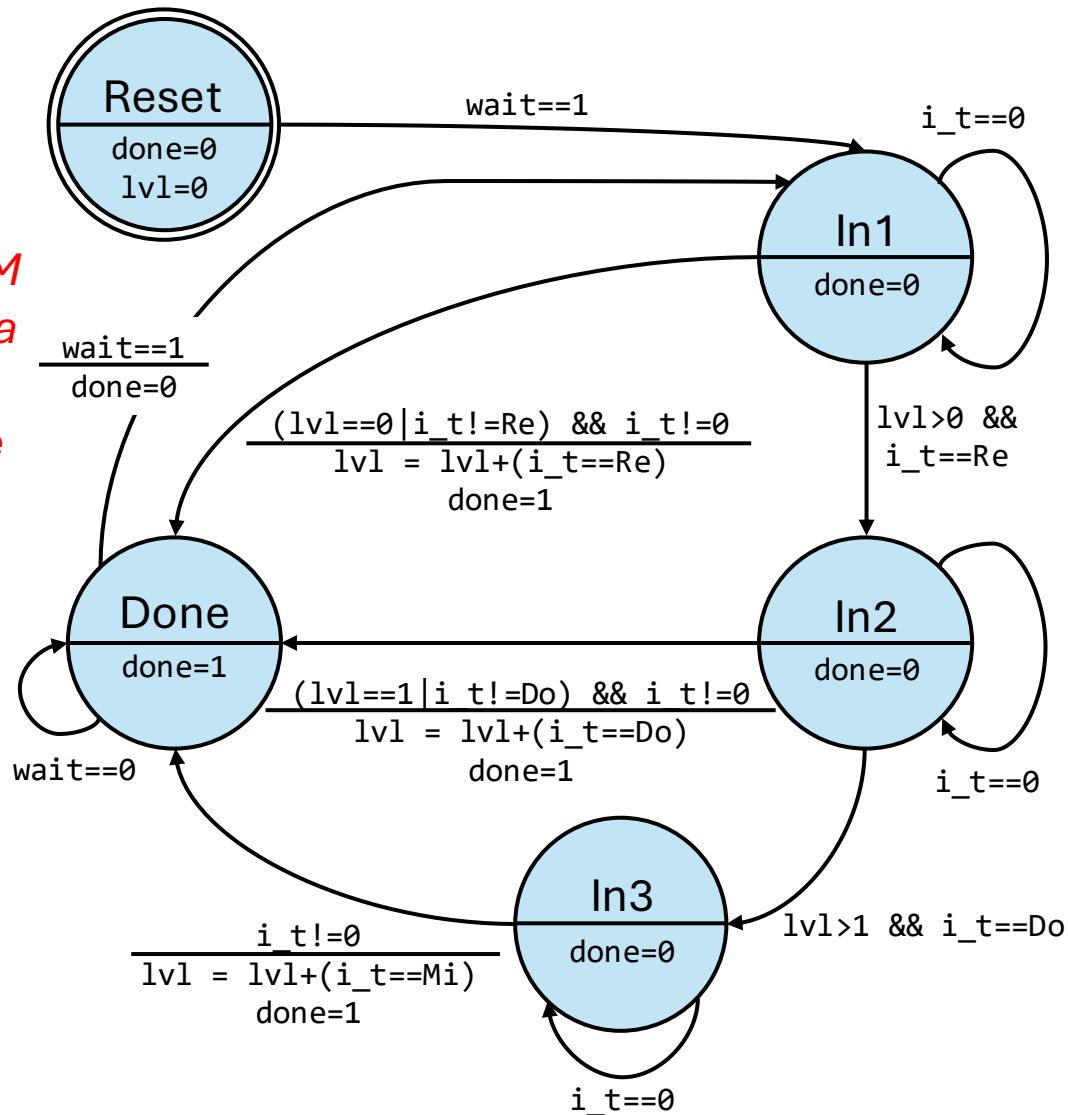 Reset
done=0
lvl=0
wait==1
i_t==0
In1
done=0
M
a
e
wait==1
done=0
(lvl==0|i_t!=Re) && i_t!=0
lvl = lvl+(i_t==Re)
done=1
lvl>0 &&
i_t==Re
Done
done=1
wait==0
In2
done=0
i_t==0
(lvl==1|i_t!=Do) && i_t!=0
lvl = lvl+(i_t==Do)
done=1
In3
done=0
lvl>1 && i_t==Do
i_t!=0
lvl = lvl+(i_t==Mi)
done=1
i_t==0